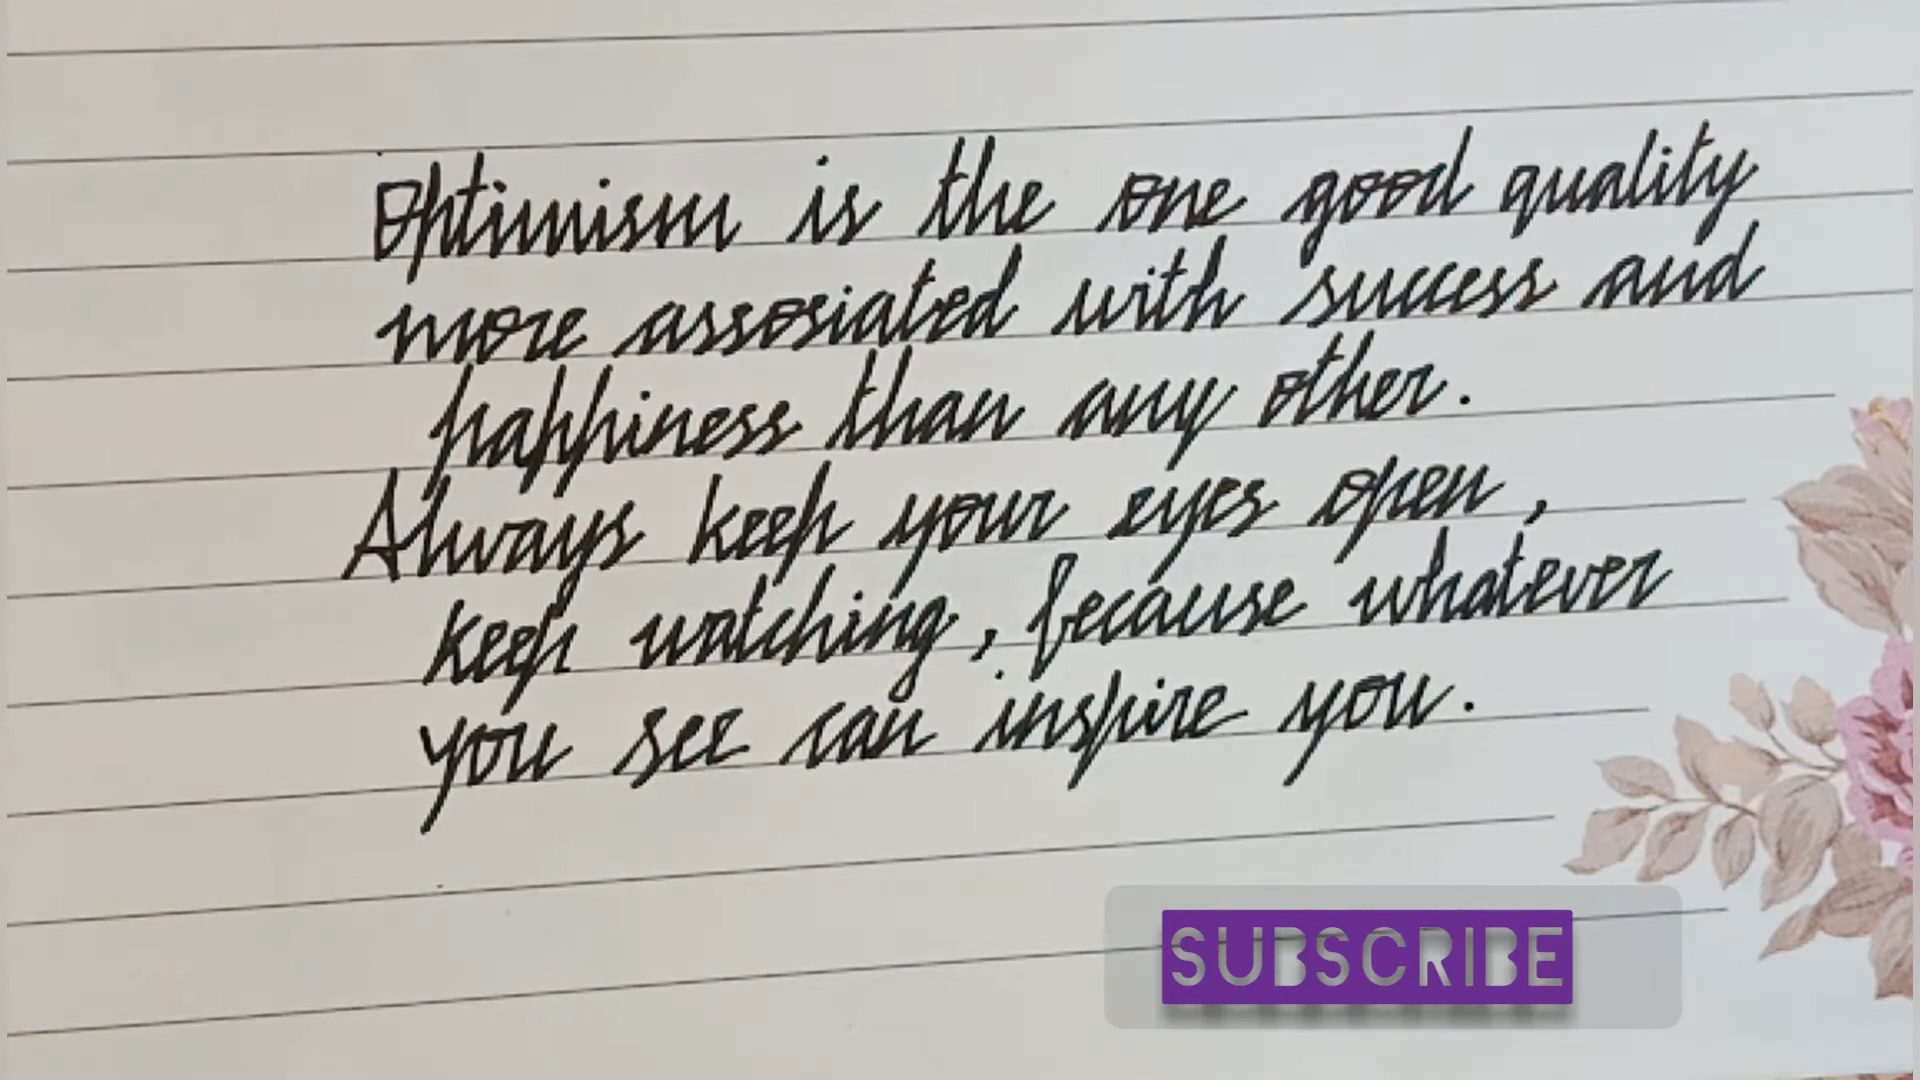 Optimism is the one good quality
more assosiated with success and
happiness than any other.
Always keep your eyes open,
keep watching, because whatever
you see can inspire you.
SUBSCRIBE